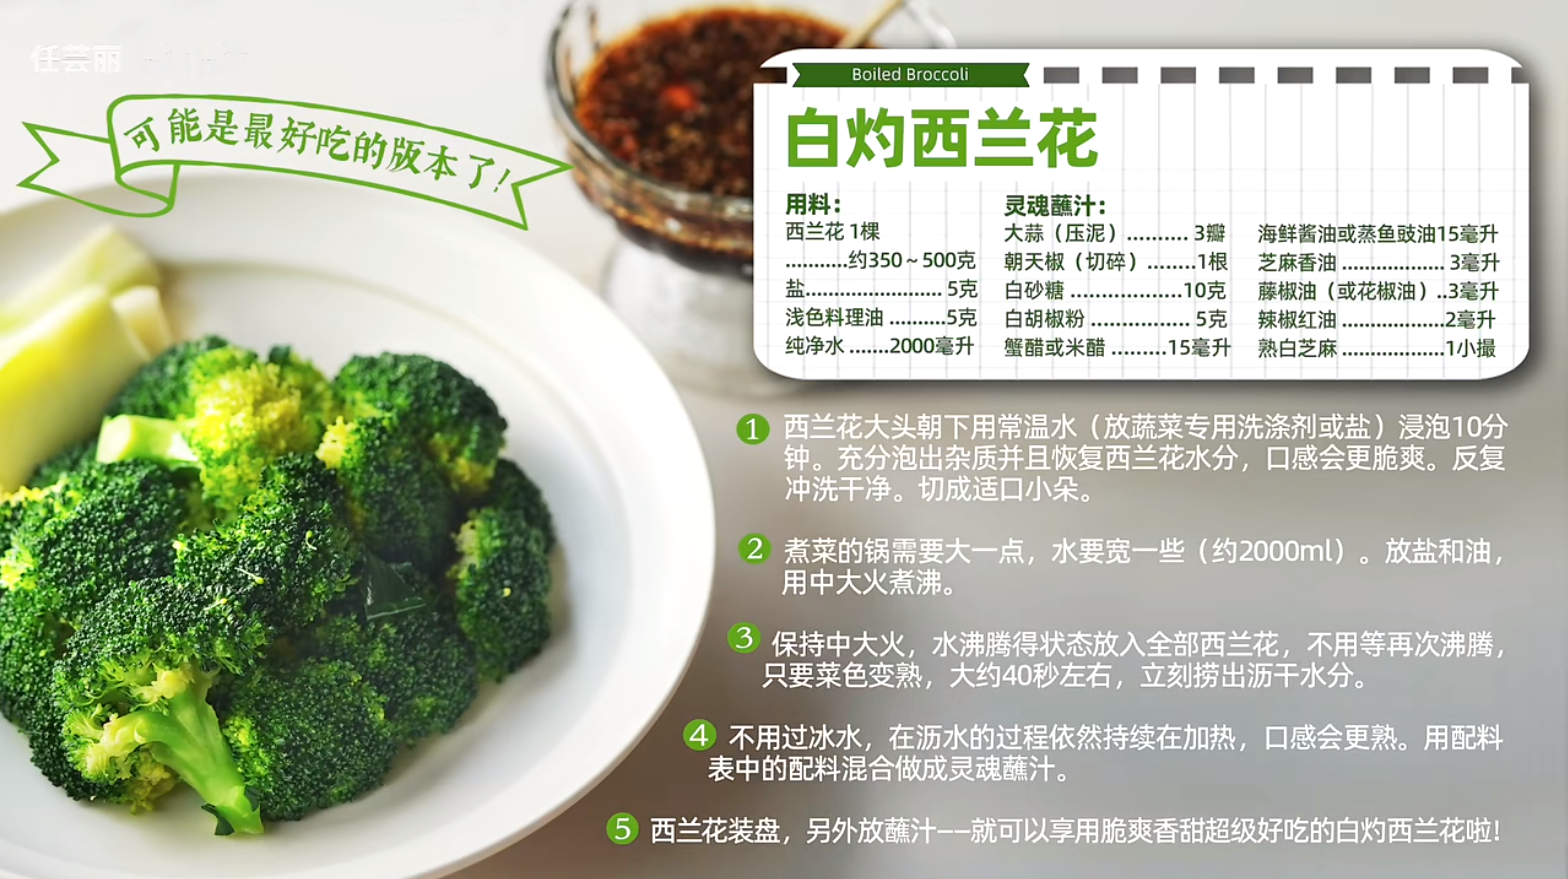 任芸丽
可能是最好吃的版本了!
Boiled Broccoli
白灼西兰花
用料:
西兰花 1棵
...........约350～500克
盐........................ 5克
浅色料理油 ..........5克
纯净水 .......2000毫升
灵魂蘸汁:
大蒜（压泥）........... 3瓣
朝天椒（切碎）........1根
白砂糖 ....................10克
白胡椒粉 .................. 5克
蟹醋或米醋 ..........15毫升
海鲜酱油或蒸鱼豉油15毫升
芝麻香油 .................. 3毫升
藤椒油（或花椒油）..3毫升
辣椒红油 ..................2毫升
熟白芝麻 ..................1小撮
1 西兰花大头朝下用常温水（放蔬菜专用洗涤剂或盐）浸泡10分
钟。充分泡出杂质并且恢复西兰花水分，口感会更脆爽。反复
冲洗干净。切成适口小朵。
2 煮菜的锅需要大一点，水要宽一些（约2000ml）。放盐和油，
用中大火煮沸。
3 保持中大火，水沸腾得状态放入全部西兰花，不用等再次沸腾，
只要菜色变熟，大约40秒左右，立刻捞出沥干水分。
4 不用过冰水，在沥水的过程依然持续在加热，口感会更熟。用配料
表中的配料混合做成灵魂蘸汁。
5 西兰花装盘，另外放蘸汁——就可以享用脆爽香甜超级好吃的白灼西兰花啦!